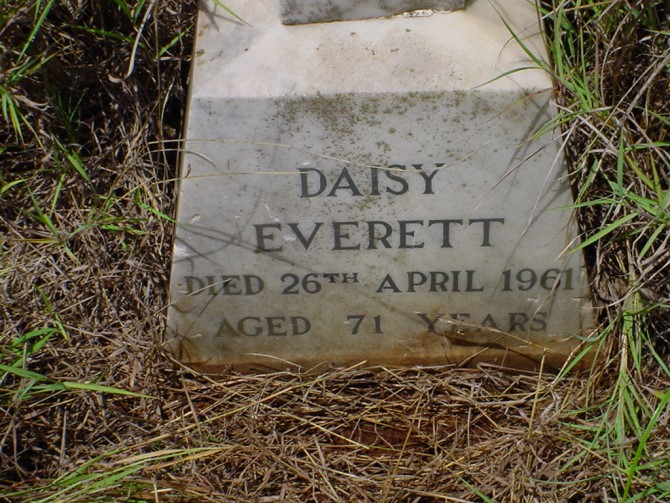 DAISY
EVERETT
DIED 26TH APRIL 1961
AGED 71 YEARS